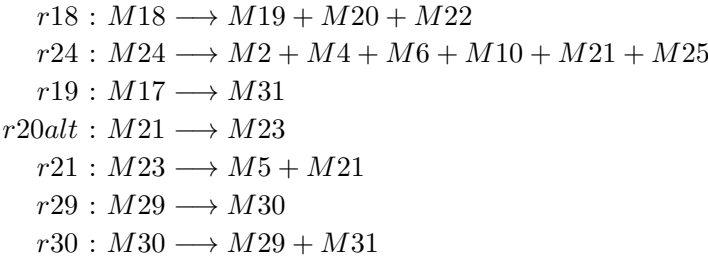 r18 : M18 ⟶ M19 + M20 + M22
r24 : M24 ⟶ M2 + M4 + M6 + M10 + M21 + M25
r19 : M17 ⟶ M31
r20alt : M21 ⟶ M23
r21 : M23 ⟶ M5 + M21
r29 : M29 ⟶ M30
r30 : M30 ⟶ M29 + M31